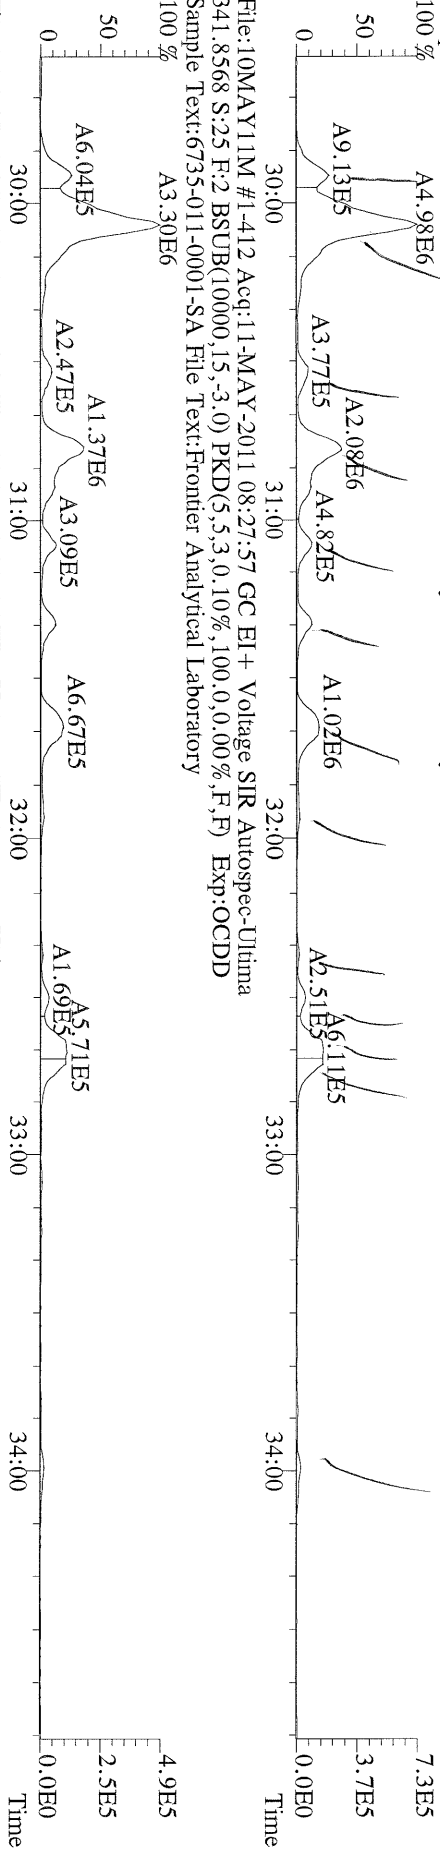 100 %
A4.98E6
7.3E5
A9.13E5
A3.77E5
A2.08E6
A4.82E5
A1.02E6
A2.51E5
A6.11E5
50
3.7E5
0
0.0E0
30:00
31:00
32:00
33:00
34:00
Time
File:10MAY11M #1-412 Acq:11-MAY-2011 08:27:57 GC EI+ Voltage SIR Autospec-Ultima
341.8568 S:25 F:2 BSUB(10000,15,-3.0) PKD(5,5,3,0.10%,100.0,0.00%,F,F) Exp:OCDD
Sample Text:6735-011-0001-SA File Text:Frontier Analytical Laboratory
100 %
A3.30E6
4.9E5
A6.04E5
A2.47E5
A1.37E6
A3.09E5
A6.67E5
A1.69E5
A5.71E5
50
2.5E5
0
0.0E0
30:00
31:00
32:00
33:00
34:00
Time